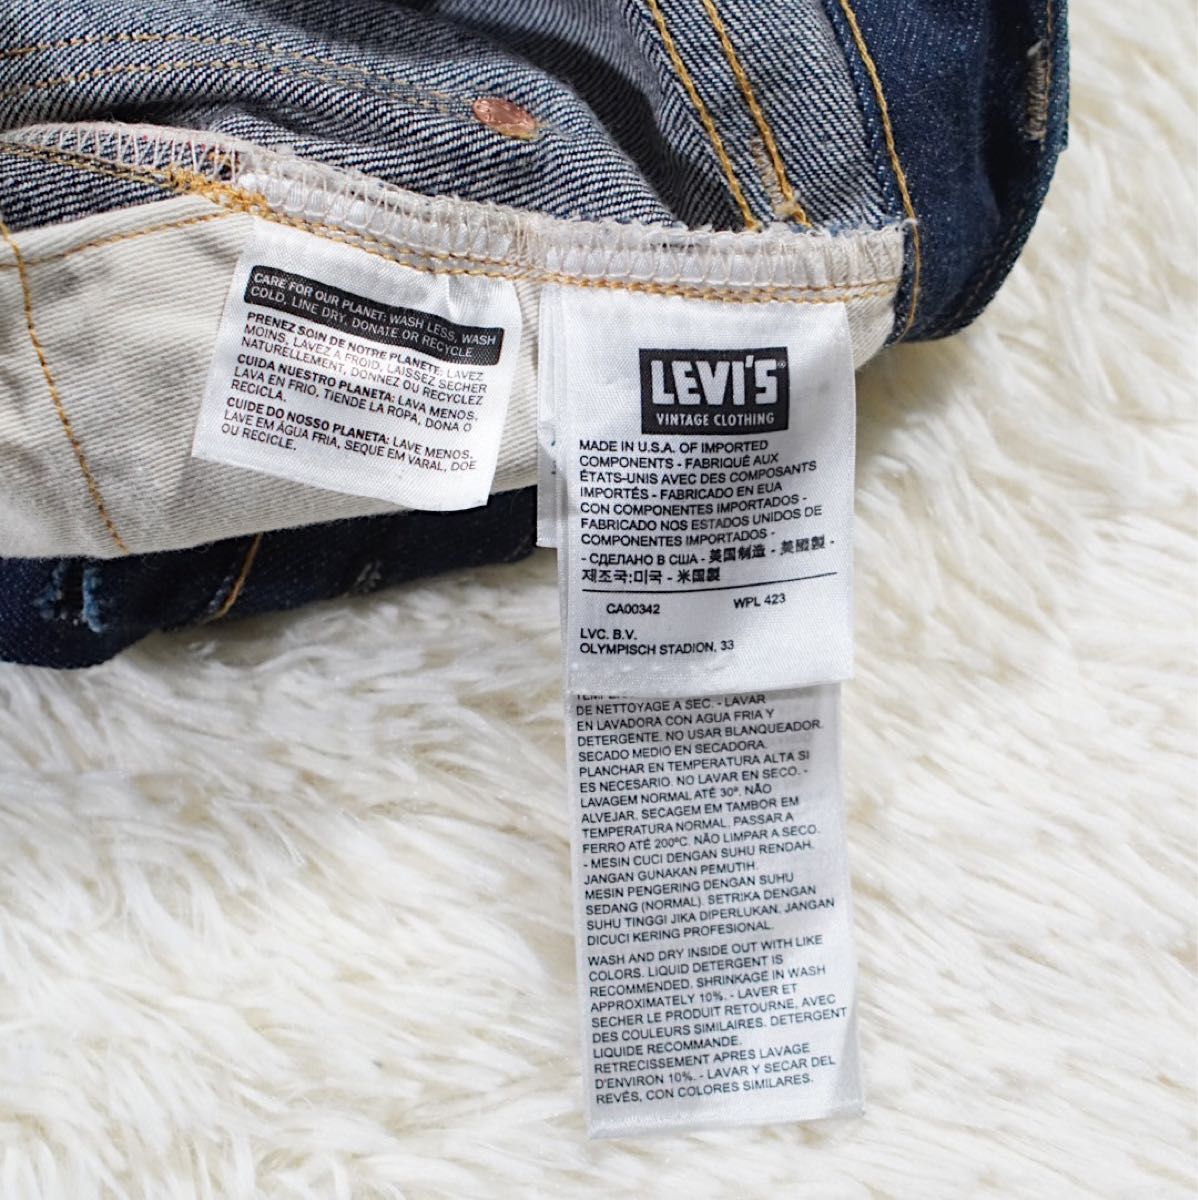 CARE FOR OUR PLANET: WASH LESS, WASH
COLD, LINE DRY, DONATE OR RECYCLE
PRENEZ SOIN DE NOTRE PLANETE: LAVEZ
MOINS, LAVEZ A FROID, LAISSEZ SÉCHER
NATURELLEMENT, DONNEZ OU RECYCLEZ
CUIDA NUESTRO PLANETA: LAVA MENOS,
LAVA EN FRIO, TIENDE LA ROPA, DONA O
RECICLA.
CUIDE DO NOSSO PLANETA: LAVE MENOS.
LAVE EM ÁGUA FRIA, SEQUE EM VARAL, DOE
OU RECICLE.
LEVI'S®
VINTAGE CLOTHING
MADE IN U.S.A. OF IMPORTED
COMPONENTS - FABRIQUÉ AUX
ÉTATS-UNIS AVEC DES COMPOSANTS
IMPORTÉS - FABRICADO EN EUA
CON COMPONENTES IMPORTADOS -
FABRICADO NOS ESTADOS UNIDOS DE
COMPONENTES IMPORTADOS -
- СДЕЛАНО В США - 美国制造 - 美國製 -
제조국:미국 - 米国製
CA00342 WPL 423
LVC. B.V.
OLYMPISCH STADION, 33
DE NETTOYAGE A SEC. - LAVAR
EN LAVADORA CON AGUA FRIA Y
DETERGENTE. NO USAR BLANQUEADOR.
SECADO MEDIO EN SECADORA.
PLANCHAR EN TEMPERATURA ALTA SI
ES NECESARIO. NO LAVAR EN SECO. -
LAVAGEM NORMAL ATÉ 30º. NÃO
ALVEJAR. SECAGEM EM TAMBOR EM
TEMPERATURA NORMAL, PASSAR A
FERRO ATÉ 200ºC. NÃO LIMPAR A SECO.
- MESIN CUCI DENGAN SUHU RENDAH.
JANGAN GUNAKAN PEMUTIH.
MESIN PENGERING DENGAN SUHU
SEDANG (NORMAL). SETRIKA DENGAN
SUHU TINGGI JIKA DIPERLUKAN. JANGAN
DICUCI KERING PROFESIONAL.
WASH AND DRY INSIDE OUT WITH LIKE
COLORS. LIQUID DETERGENT IS
RECOMMENDED. SHRINKAGE IN WASH
APPROXIMATELY 10%. - LAVER ET
SECHER LE PRODUIT RETOURNE, AVEC
DES COULEURS SIMILAIRES. DETERGENT
LIQUIDE RECOMMANDE.
RETRECISSEMENT APRES LAVAGE
D'ENVIRON 10%. - LAVAR Y SECAR DEL
REVÉS, CON COLORES SIMILARES.